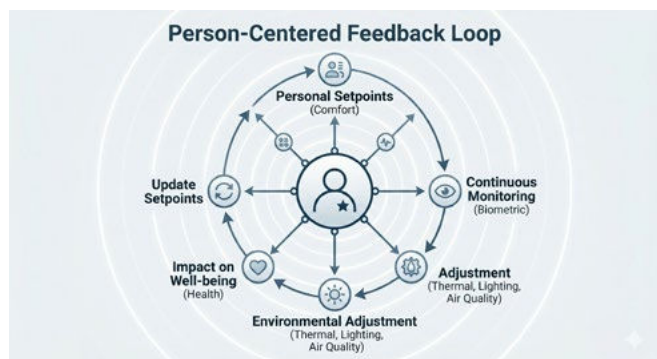 Person-Centered Feedback Loop
Personal Setpoints
(Comfort)
Continuous
Monitoring
(Biometric)
Adjustment
(Thermal, Lighting,
Air Quality)
Environmental Adjustment
(Thermal, Lighting,
Air Quality)
Impact on
Well-being
(Health)
Update
Setpoints